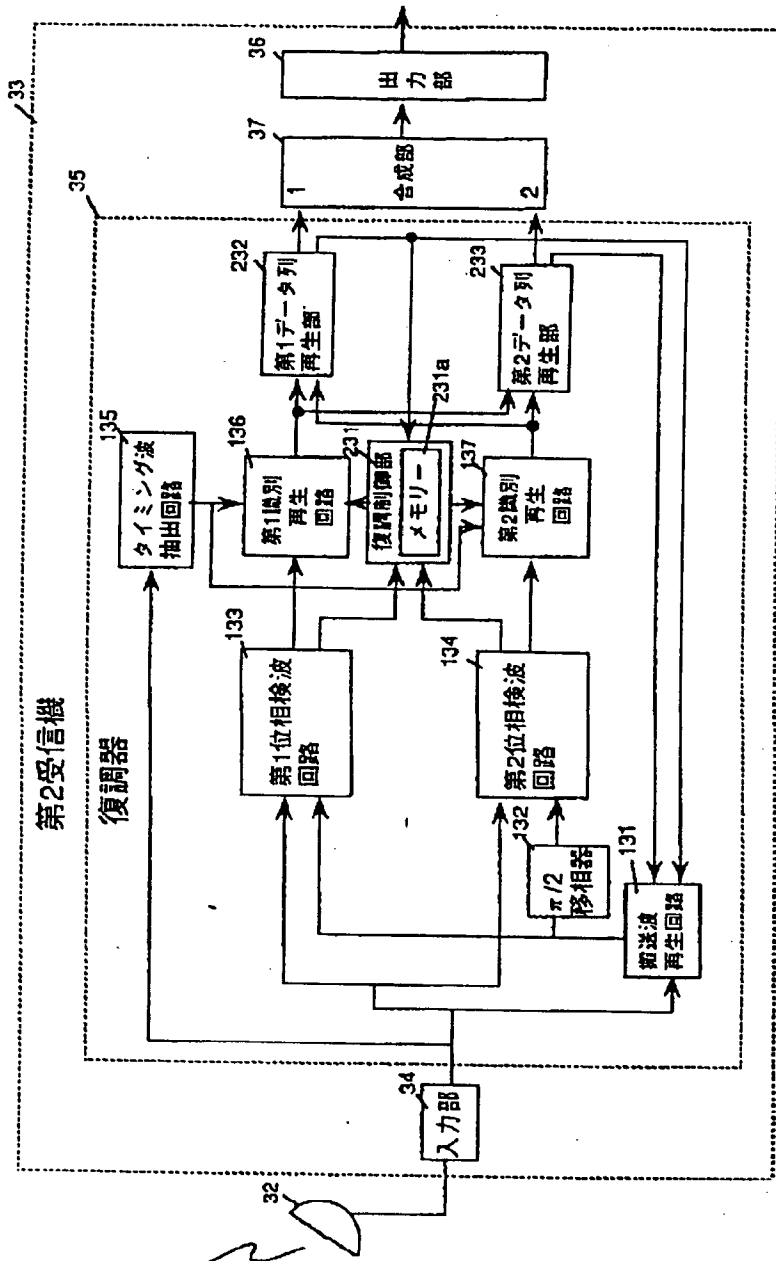 第2受信機
33
復調器
35
32
34
入力部
135
タイミング波
抽出回路
133
第1位相検波
回路
134
第2位相検波
回路
132
π/2
移相器
131
搬送波
再生回路
136
第1識別
再生
回路
231
復調制御部
メモリー
231a
137
第2識別
再生
回路
232
第1データ列
再生部
233
第2データ列
再生部
37
1
合成部
2
36
出力部